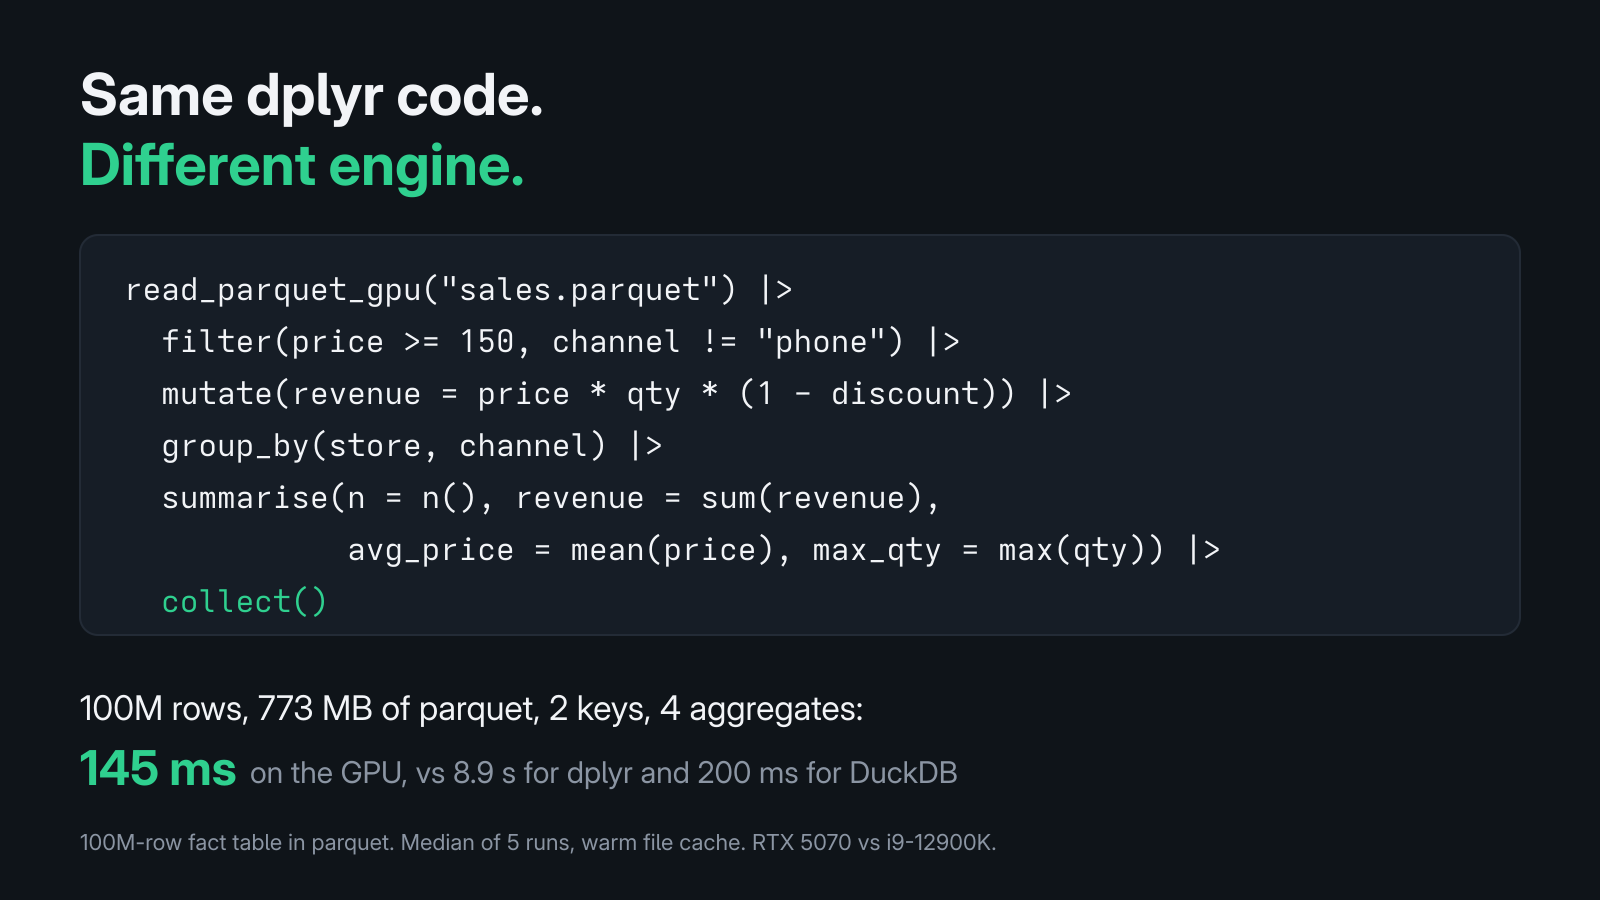 Same dplyr code.
Different engine.
read_parquet_gpu("sales.parquet") |>
  filter(price >= 150, channel != "phone") |>
  mutate(revenue = price * qty * (1 - discount)) |>
  group_by(store, channel) |>
  summarise(n = n(), revenue = sum(revenue),
            avg_price = mean(price), max_qty = max(qty)) |>
  collect()
100M rows, 773 MB of parquet, 2 keys, 4 aggregates:
145 ms on the GPU, vs 8.9 s for dplyr and 200 ms for DuckDB
100M-row fact table in parquet. Median of 5 runs, warm file cache. RTX 5070 vs i9-12900K.